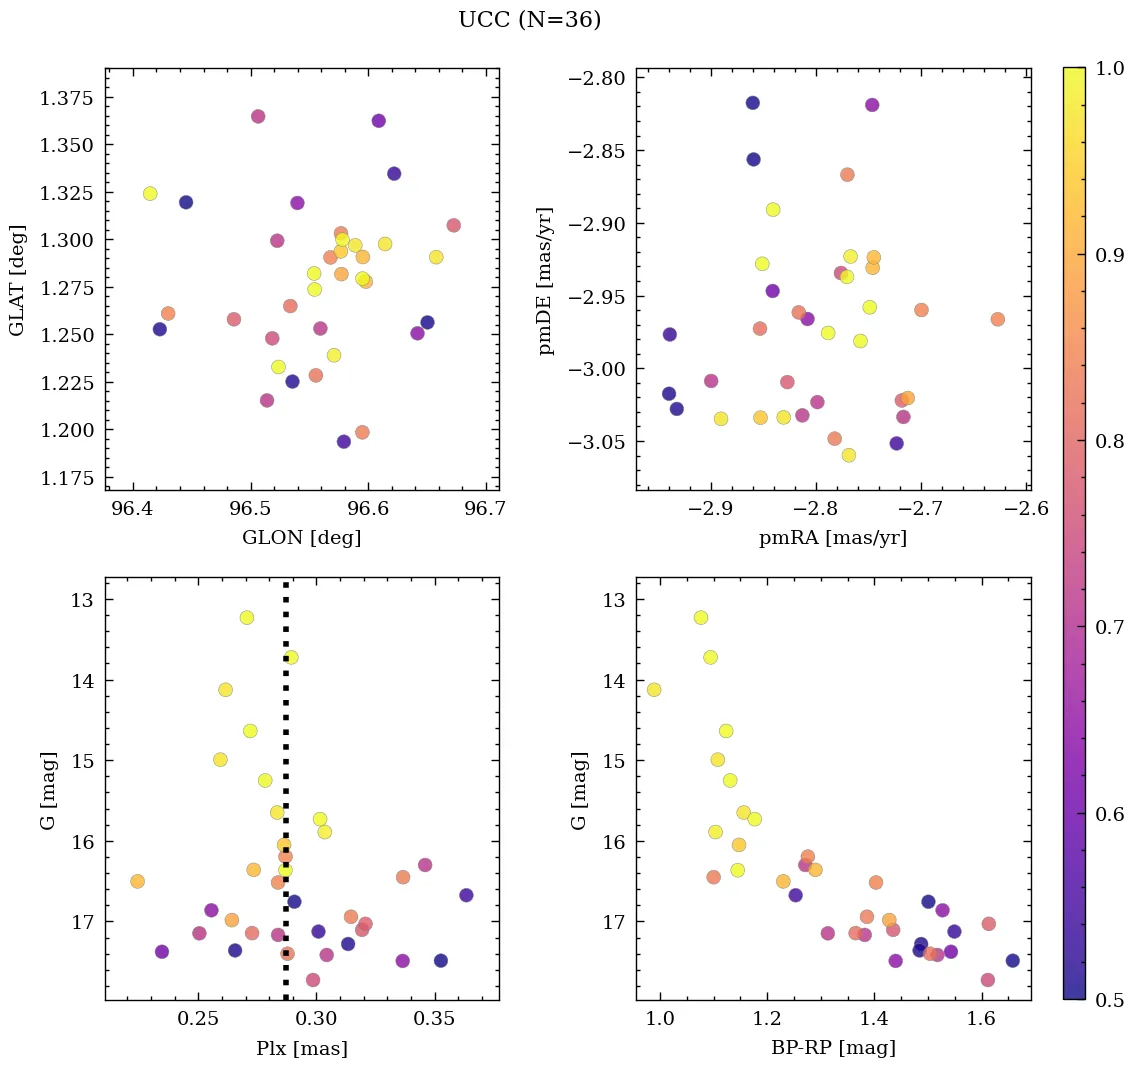 UCC (N=36)
1.375
1.350
1.325
1.300
1.275
1.250
1.225
1.200
1.175
GLAT [deg]
96.4 96.5 96.6 96.7
GLON [deg]
−2.80
−2.85
−2.90
−2.95
−3.00
−3.05
pmDE [mas/yr]
−2.9 −2.8 −2.7 −2.6
pmRA [mas/yr]
13
14
15
16
17
G [mag]
0.25 0.30 0.35
Plx [mas]
13
14
15
16
17
G [mag]
1.0 1.2 1.4 1.6
BP-RP [mag]
1.0
0.9
0.8
0.7
0.6
0.5